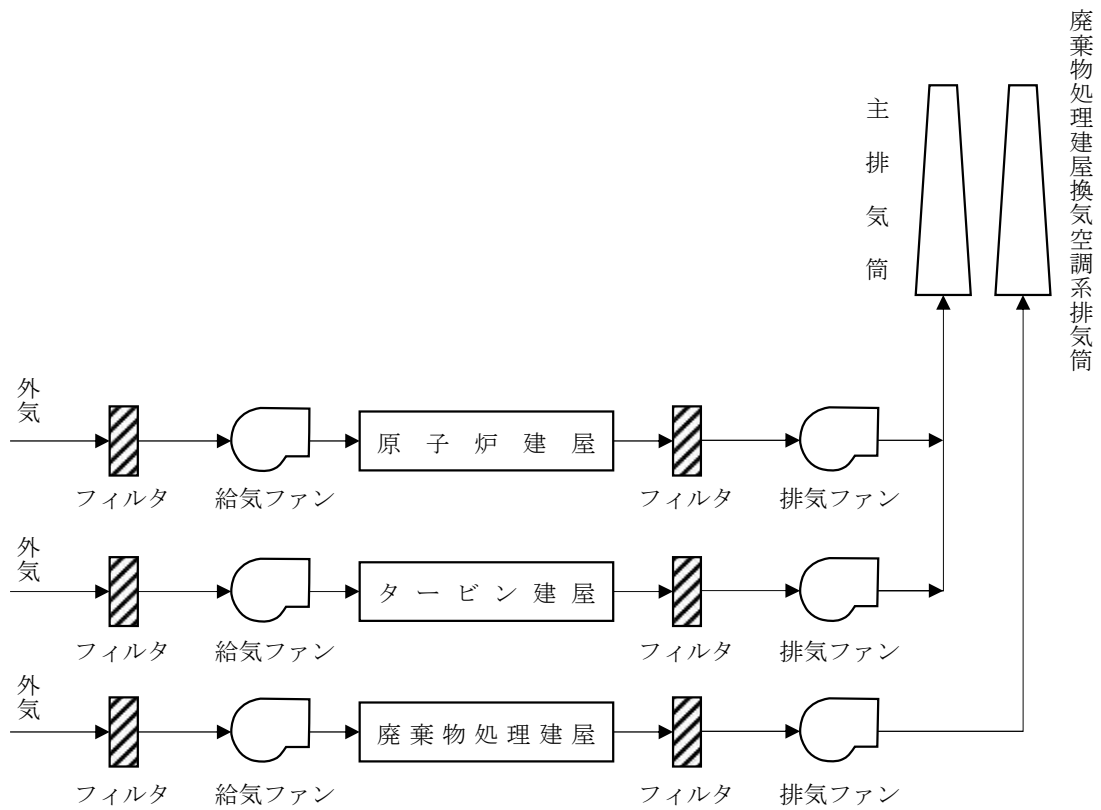 廃棄物処理建屋換気空調系排気筒
主排気筒
外気
原子炉建屋
フィルタ
給気ファン
フィルタ
排気ファン
外気
タービン建屋
フィルタ
給気ファン
フィルタ
排気ファン
外気
廃棄物処理建屋
フィルタ
給気ファン
フィルタ
排気ファン